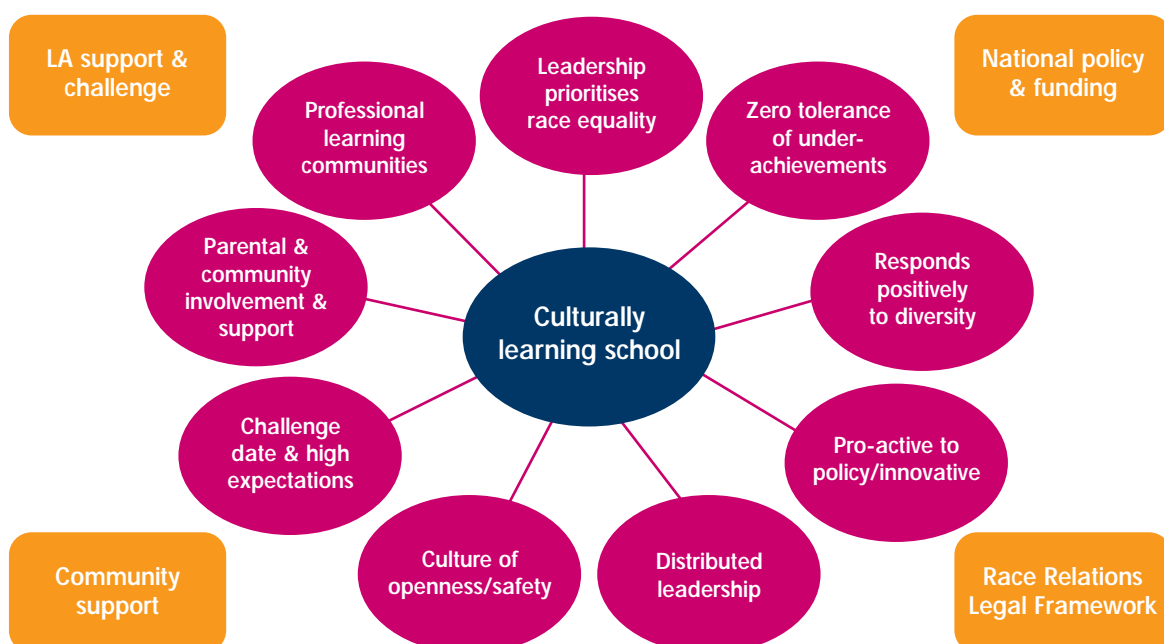 LA support &
challenge
National policy
& funding
Leadership
prioritises
race equality
Professional
learning
communities
Zero tolerance
of under-
achievements
Parental &
community
involvement &
support
Responds
positively
to diversity
Culturally
learning school
Challenge
date & high
expectations
Pro-active to
policy/innovative
Culture of
openness/safety
Distributed
leadership
Community
support
Race Relations
Legal Framework